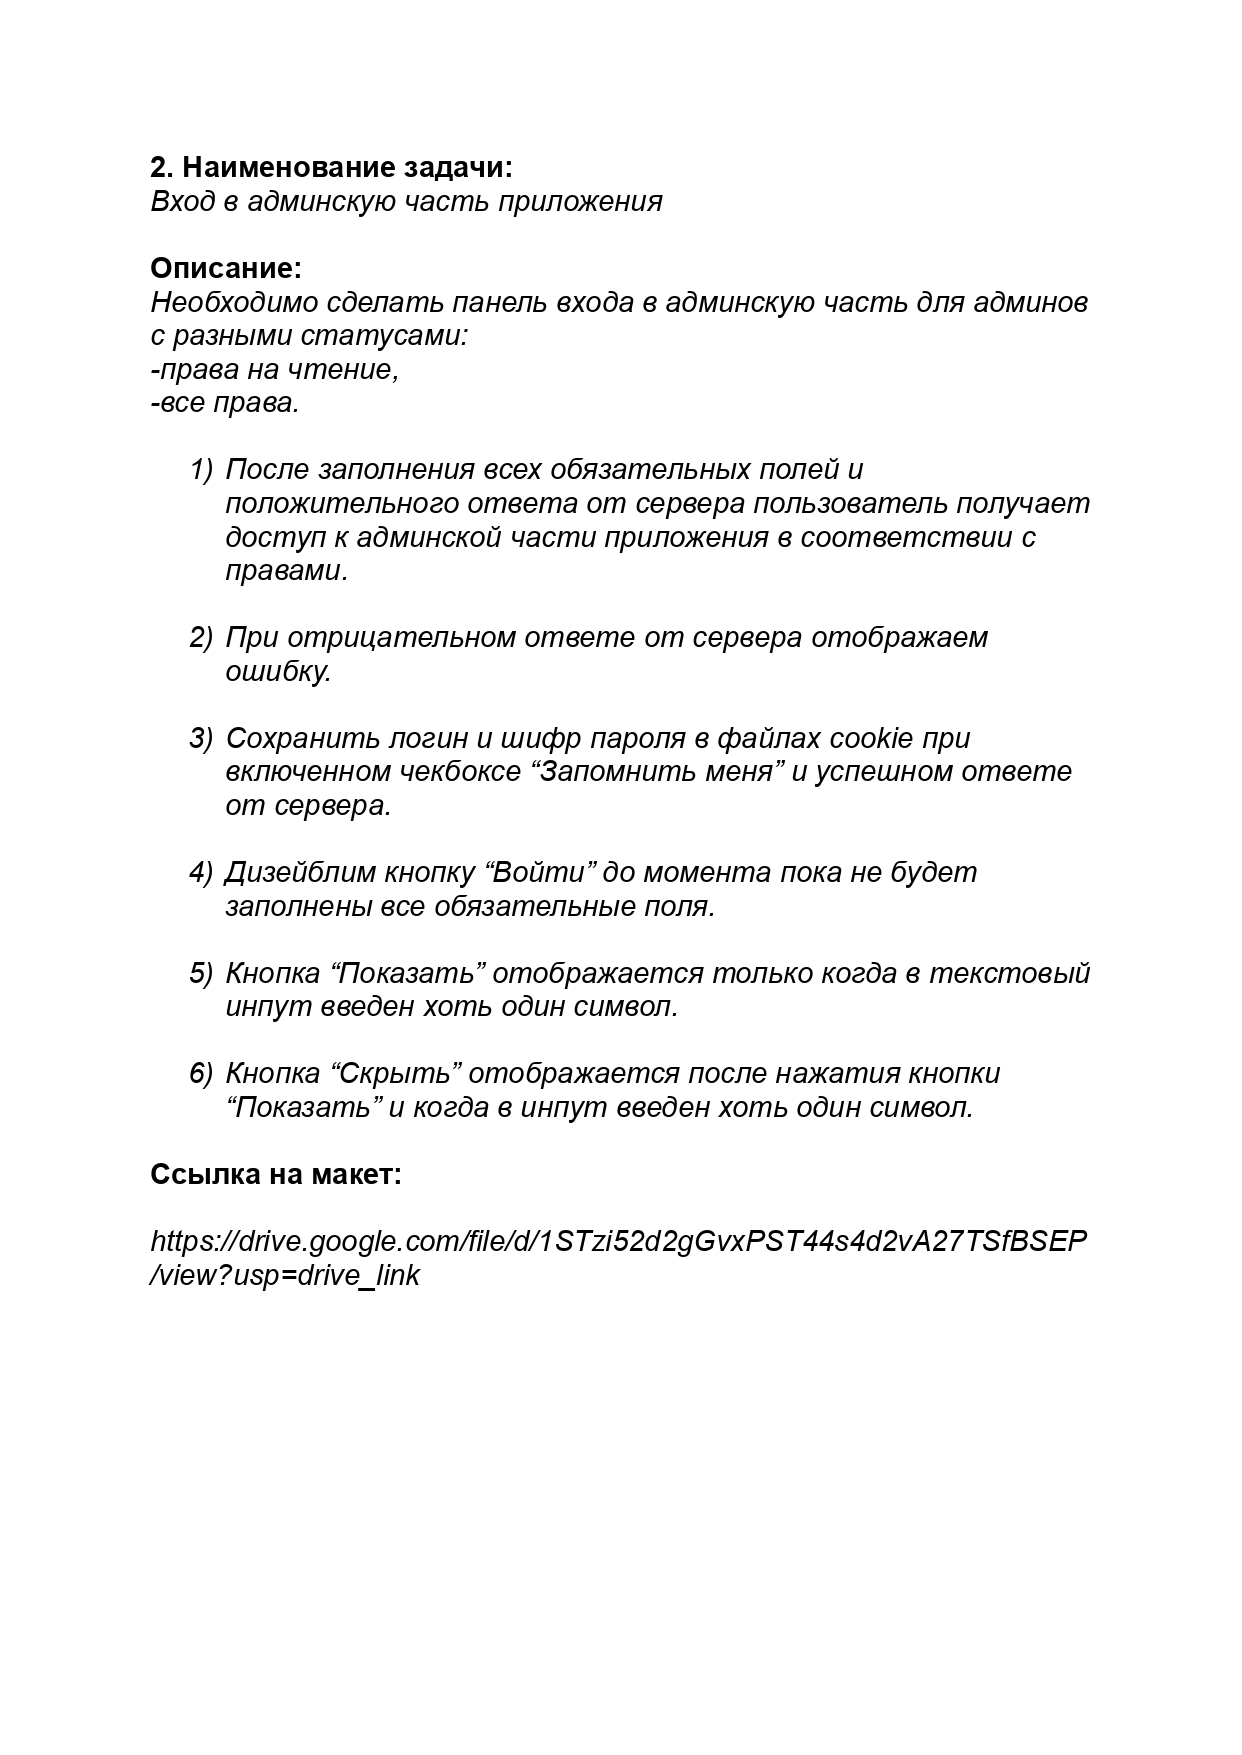 2. Наименование задачи:
Вход в админскую часть приложения
Описание:
Необходимо сделать панель входа в админскую часть для админов
с разными статусами:
-права на чтение,
-все права.
1) После заполнения всех обязательных полей и
положительного ответа от сервера пользователь получает
доступ к админской части приложения в соответствии с
правами.
2) При отрицательном ответе от сервера отображаем
ошибку.
3) Сохранить логин и шифр пароля в файлах cookie при
включенном чекбоксе “Запомнить меня” и успешном ответе
от сервера.
4) Дизейблим кнопку “Войти” до момента пока не будет
заполнены все обязательные поля.
5) Кнопка “Показать” отображается только когда в текстовый
инпут введен хоть один символ.
6) Кнопка “Скрыть” отображается после нажатия кнопки
“Показать” и когда в инпут введен хоть один символ.
Ссылка на макет:
https://drive.google.com/file/d/1STzi52d2gGvxPST44s4d2vA27TSfBSEP
/view?usp=drive_link